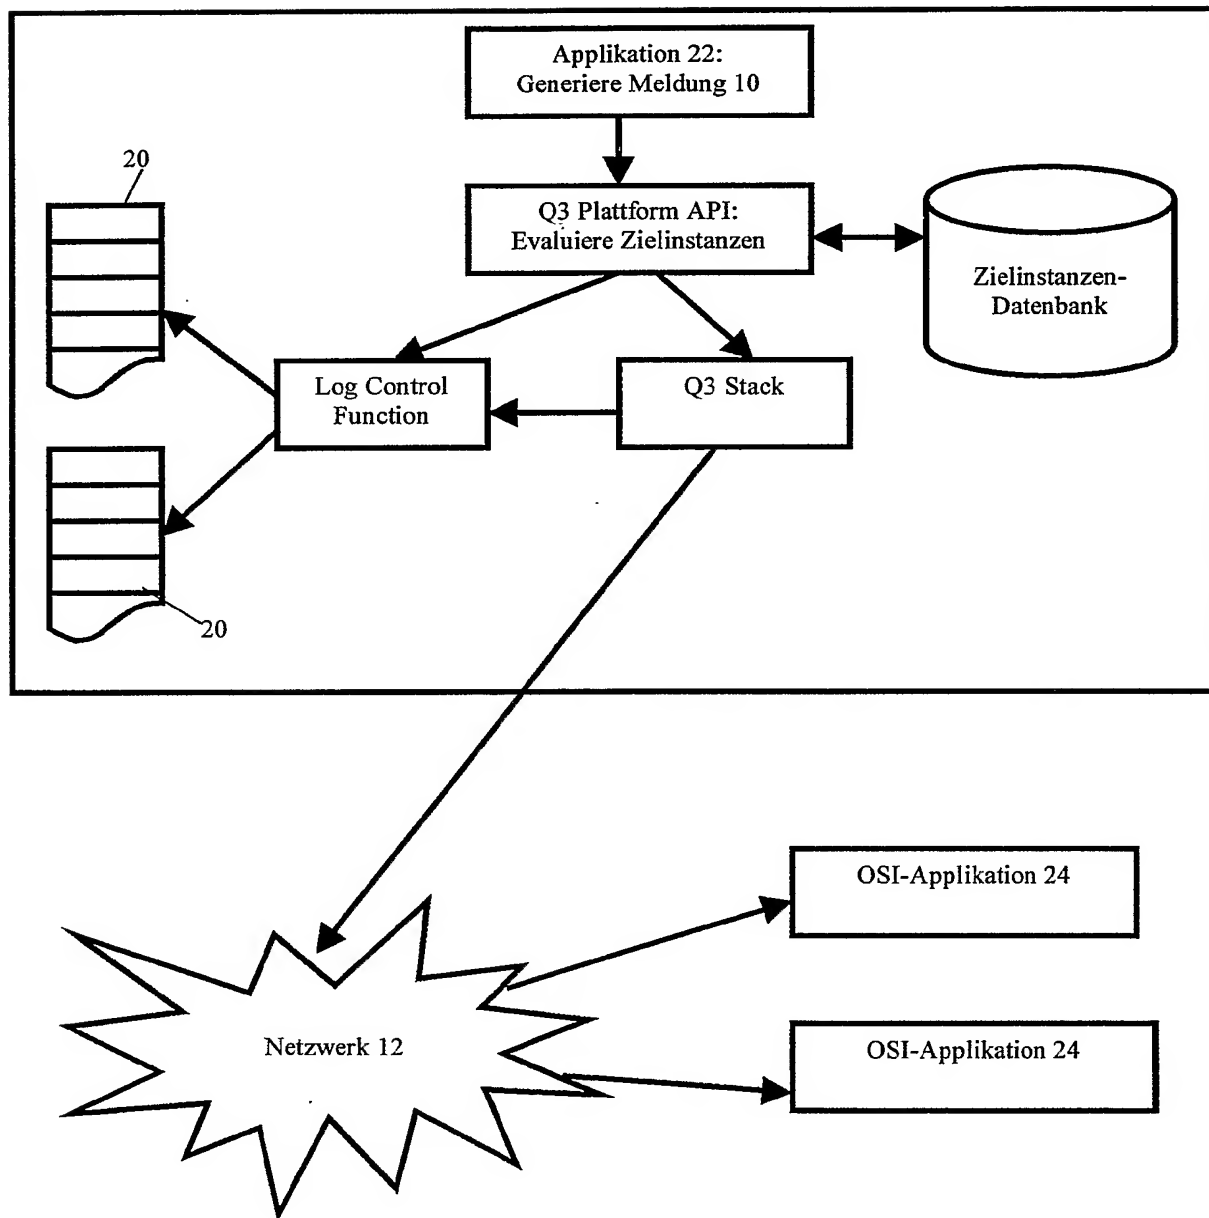 Applikation 22:
Generiere Meldung 10
20
Q3 Plattform API:
Evaluiere Zielinstanzen
Zielinstanzen-
Datenbank
Log Control
Function
Q3 Stack
20
OSI-Applikation 24
Netzwerk 12
OSI-Applikation 24